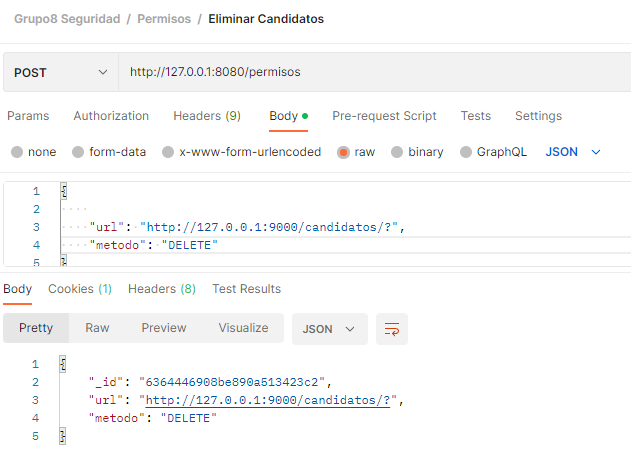 Grupo8 Seguridad / Permisos / Eliminar Candidatos
POST http://127.0.0.1:8080/permisos
Params Authorization Headers (9) Body Pre-request Script Tests Settings
none form-data x-www-form-urlencoded raw binary GraphQL JSON
1 {
2 ····
3 ····"url":·"http://127.0.0.1:9000/candidatos/?",
4 ····"metodo":·"DELETE"
5 }
Body Cookies (1) Headers (8) Test Results
Pretty Raw Preview Visualize JSON
1 {
2 "_id": "6364446908be890a513423c2",
3 "url": "http://127.0.0.1:9000/candidatos/?",
4 "metodo": "DELETE"
5 }